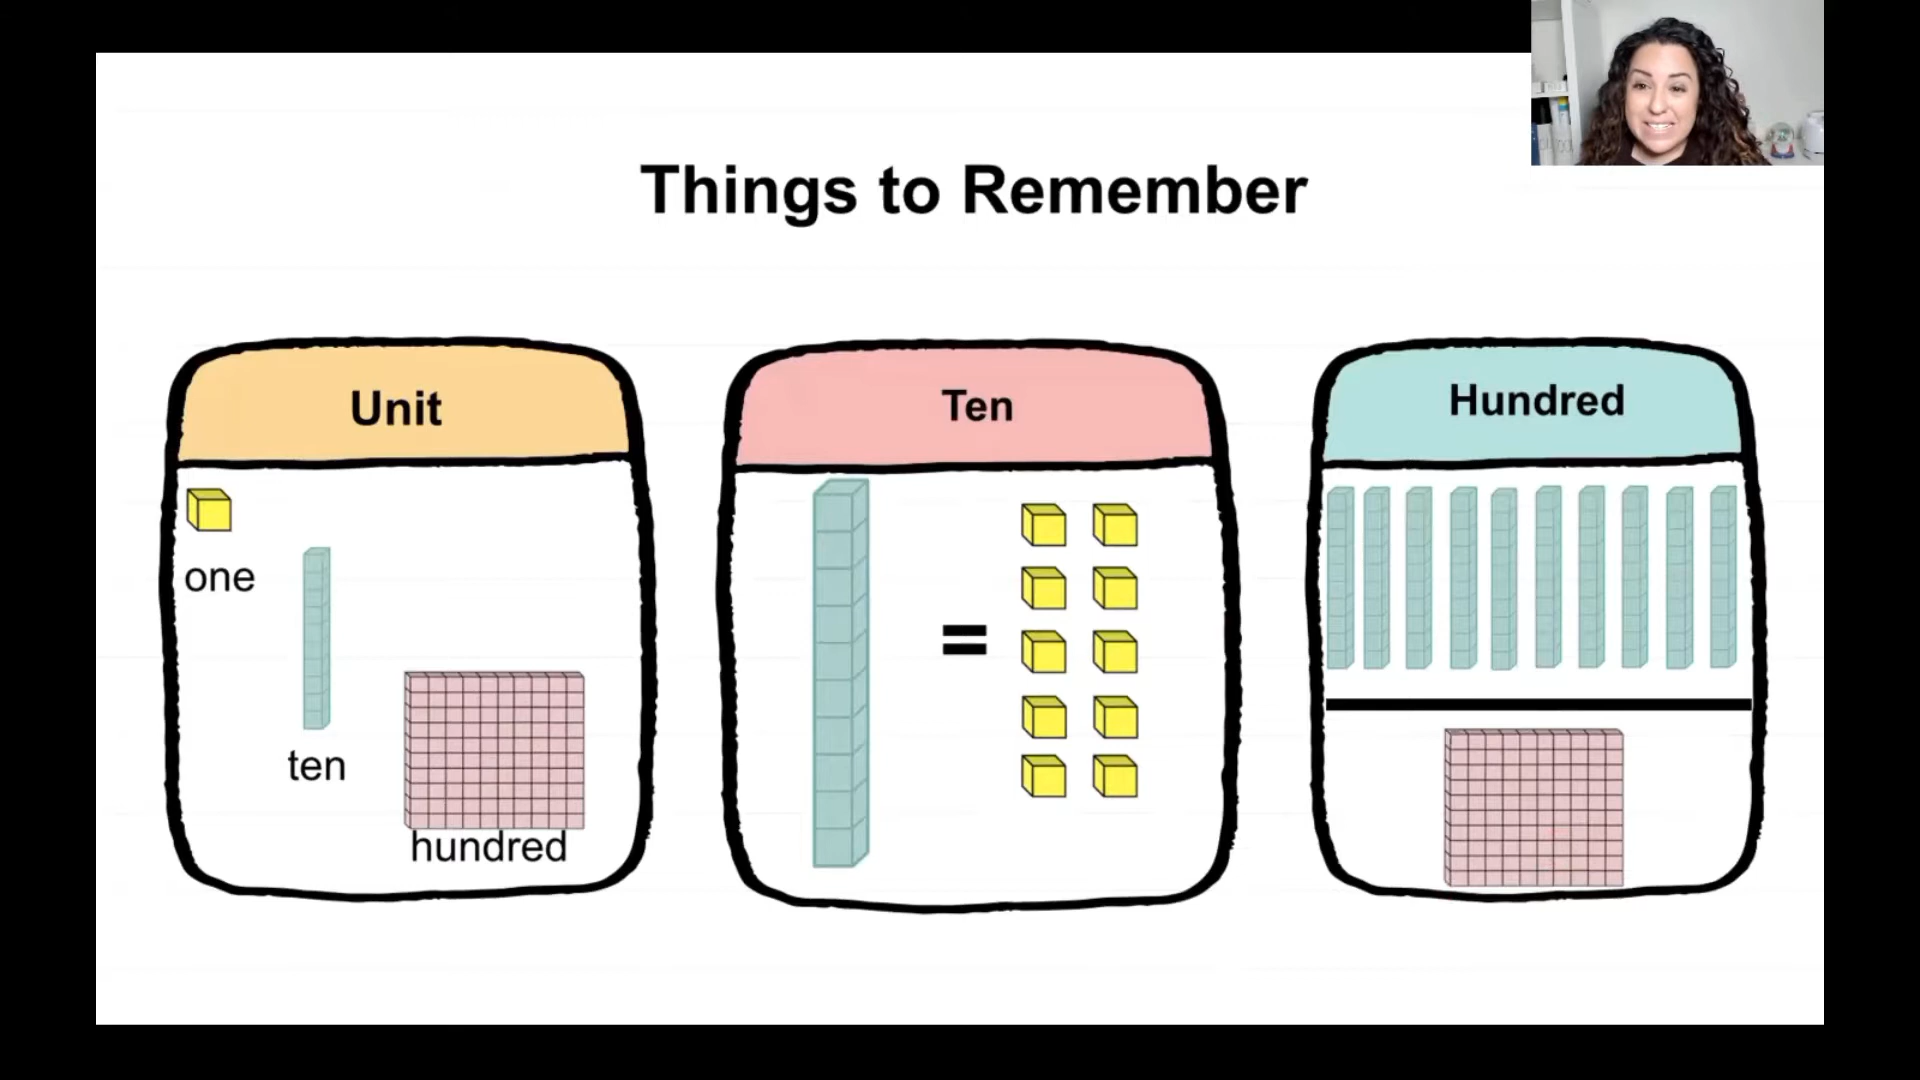 Things to Remember
Unit
one
ten
hundred
Ten
=
Hundred